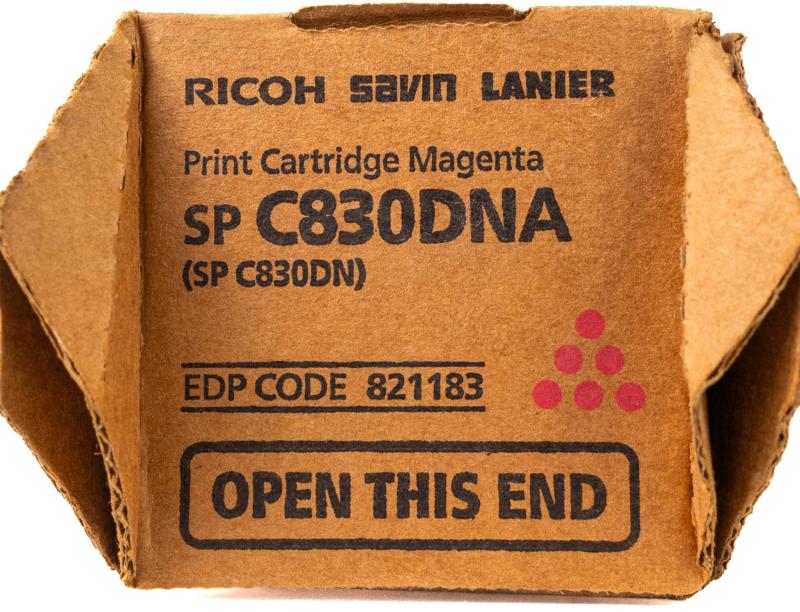 RICOH savin LANIER
Print Cartridge Magenta
SP C830DNA
(SP C830DN)
EDP CODE 821183
OPEN THIS END